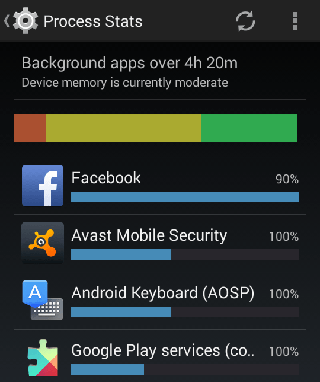 Process Stats
Background apps over 4h 20m
Device memory is currently moderate
Facebook 90%
Avast Mobile Security 100%
Android Keyboard (AOSP) 100%
Google Play services (co.. 100%